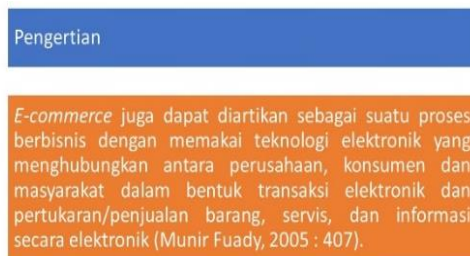 Pengertian
E-commerce juga dapat diartikan sebagai suatu proses
berbisnis dengan memakai teknologi elektronik yang
menghubungkan antara perusahaan, konsumen dan
masyarakat dalam bentuk transaksi elektronik dan
pertukaran/penjualan barang, servis, dan informasi
secara elektronik (Munir Fuady, 2005 : 407).